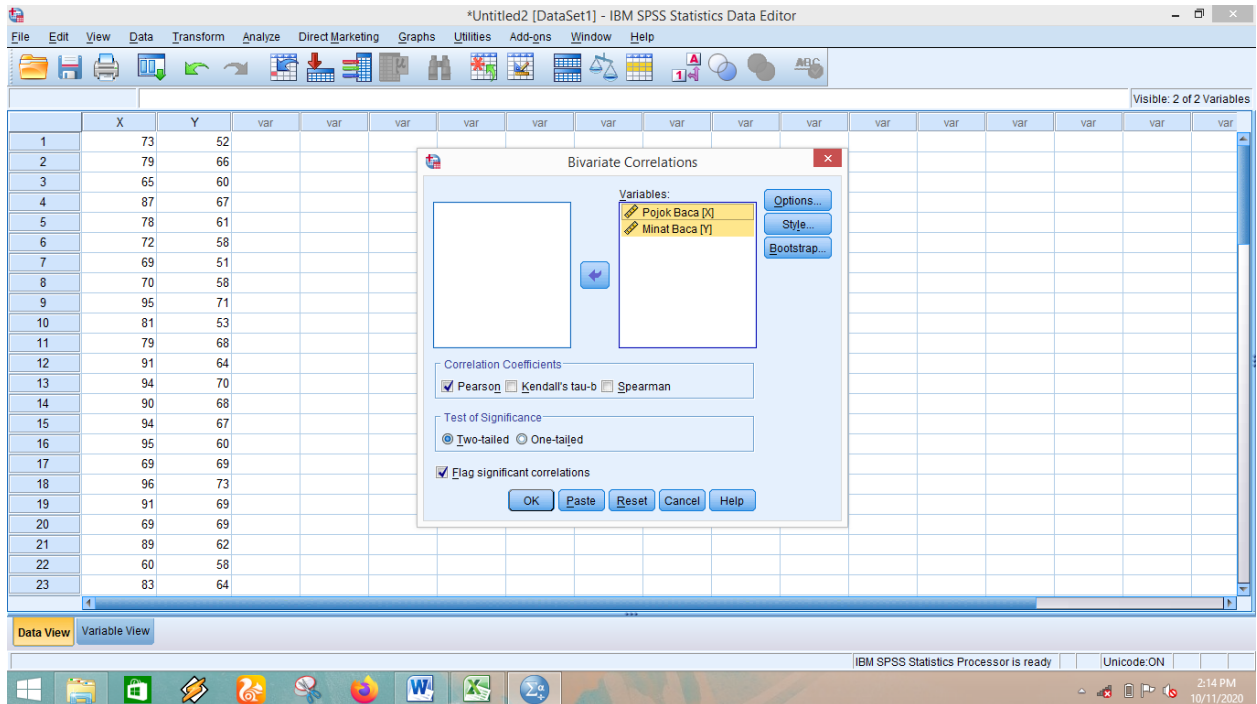 *Untitled2 [DataSet1] - IBM SPSS Statistics Data Editor
File Edit View Data Transform Analyze Direct Marketing Graphs Utilities Add-ons Window Help
Visible: 2 of 2 Variables
X Y var var var var var var var var var var var var var var var
1 73 52
2 79 66
3 65 60
4 87 67
5 78 61
6 72 58
7 69 51
8 70 58
9 95 71
10 81 53
11 79 68
12 91 64
13 94 70
14 90 68
15 94 67
16 95 60
17 69 69
18 96 73
19 91 69
20 69 69
21 89 62
22 60 58
23 83 64
Bivariate Correlations
Variables:
Pojok Baca [X]
Minat Baca [Y]
Options...
Style...
Bootstrap...
Correlation Coefficients
Pearson Kendall's tau-b Spearman
Test of Significance
Two-tailed One-tailed
Flag significant correlations
OK Paste Reset Cancel Help
Data View Variable View
IBM SPSS Statistics Processor is ready Unicode:ON
2:14 PM
10/11/2020